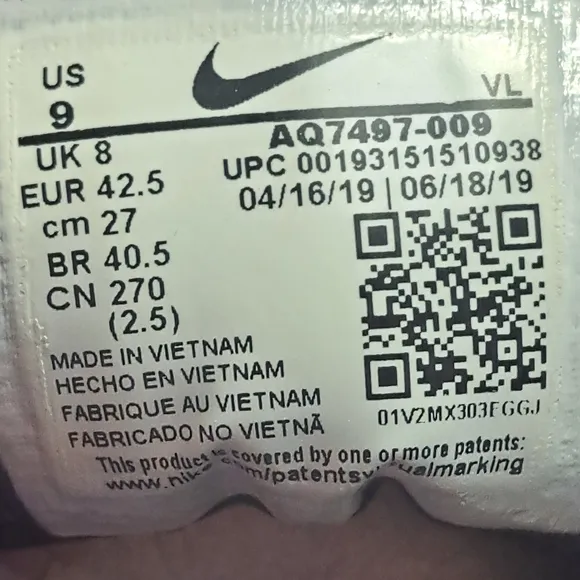 US
9
VL
UK 8
EUR 42.5
cm 27
BR 40.5
CN 270
(2.5)
AQ7497-009
UPC 00193151510938
04/16/19 | 06/18/19
01V2MX303FGGJ
MADE IN VIETNAM
HECHO EN VIETNAM
FABRIQUE AU VIETNAM
FABRICADO NO VIETNÃ
This product is covered by one or more patents: